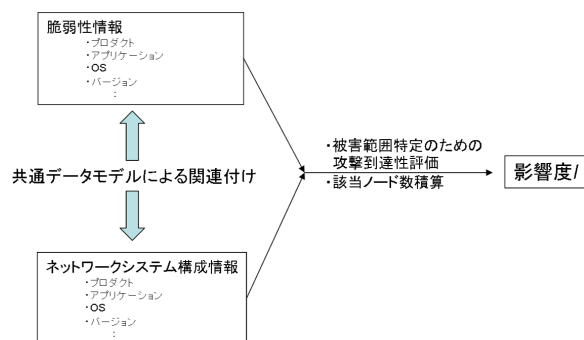 脆弱性情報
・プロダクト
・アプリケーション
・OS
・バージョン
:
共通データモデルによる関連付け
・被害範囲特定のための
攻撃到達性評価
・該当ノード数積算
影響度I
ネットワークシステム構成情報
・プロダクト
・アプリケーション
・OS
・バージョン
: